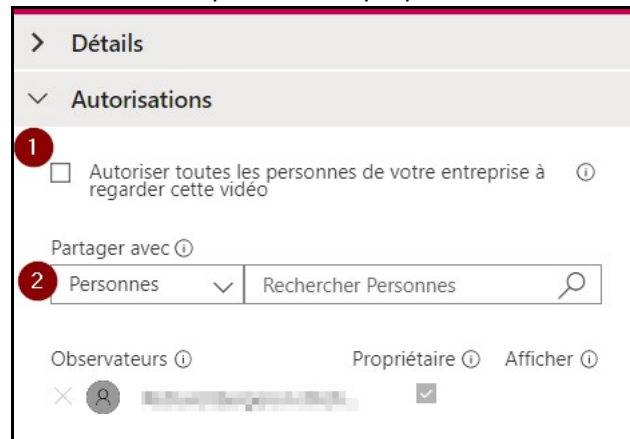 Détails
Autorisations
1
Autoriser toutes les personnes de votre entreprise à
regarder cette vidéo
Partager avec
2 Personnes Rechercher Personnes
Observateurs Propriétaire Afficher